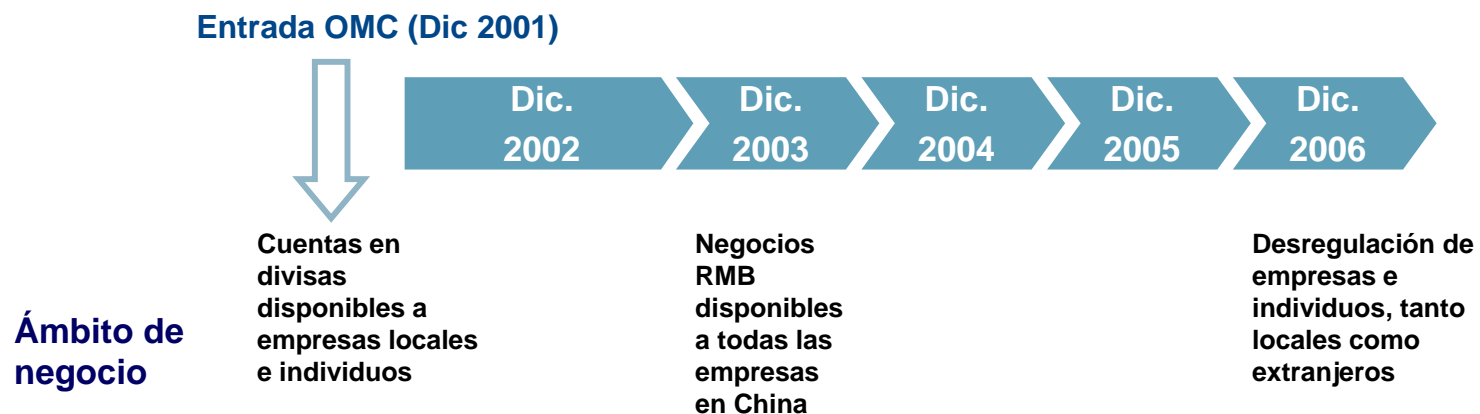 Entrada OMC (Dic 2001)
Dic.
2002
Dic.
2003
Dic.
2004
Dic.
2005
Dic.
2006
Ámbito de
negocio
Cuentas en
divisas
disponibles a
empresas locales
e individuos
Negocios
RMB
disponibles
a todas las
empresas
en China
Desregulación de
empresas e
individuos, tanto
locales como
extranjeros